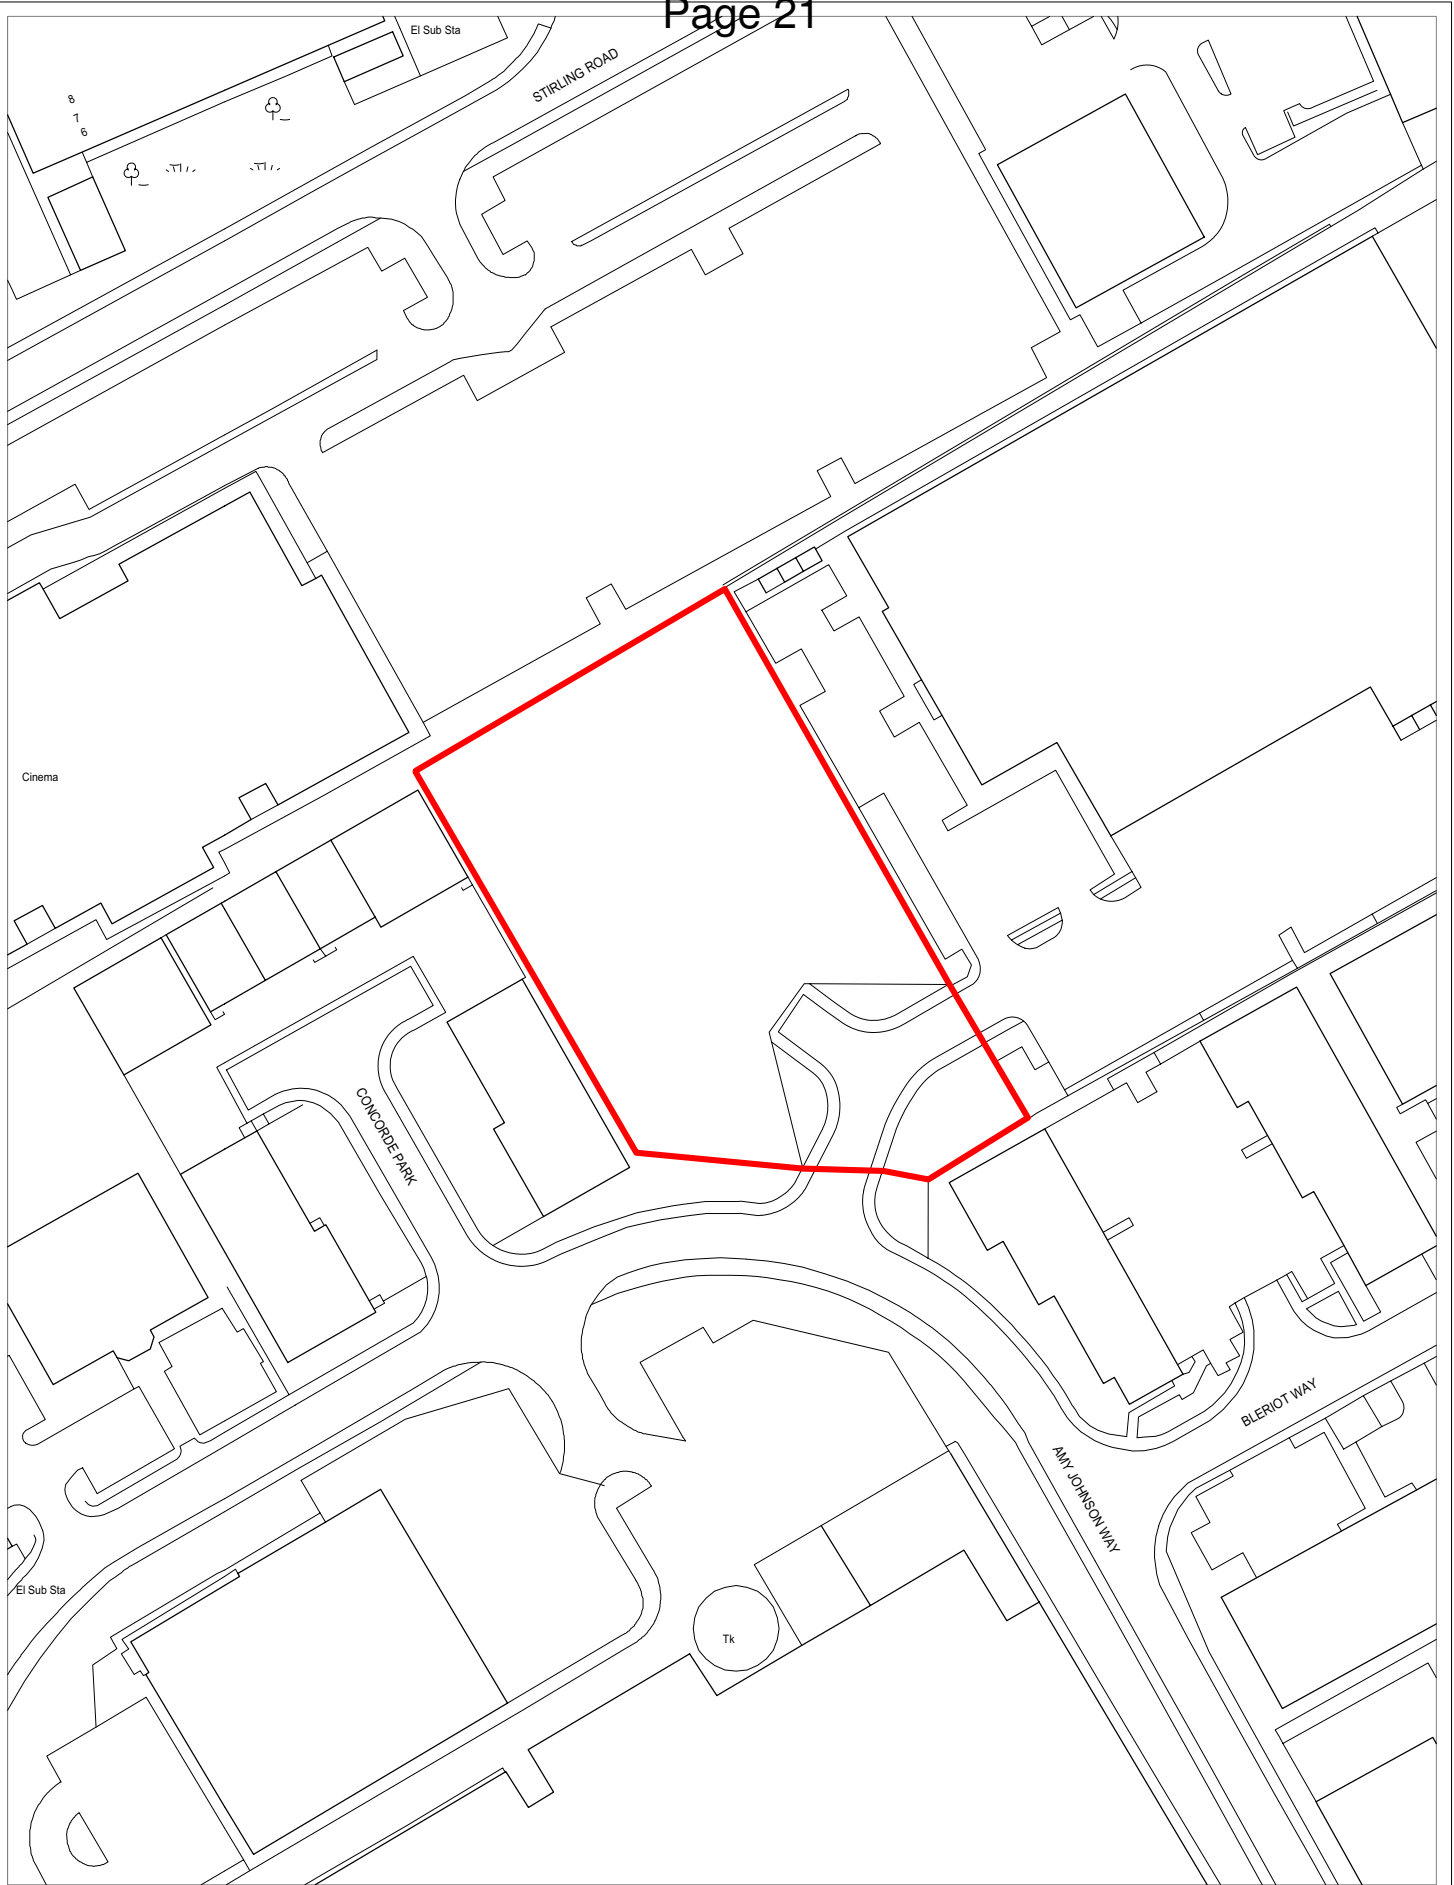 Page 21
El Sub Sta
STIRLING ROAD
8
7
6
Cinema
CONCORDE PARK
BLERIOT WAY
AMY JOHNSON WAY
El Sub Sta
Tk